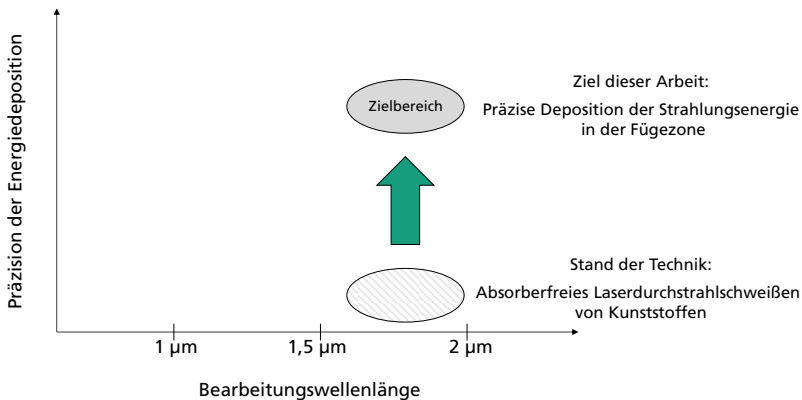 Präzision der Energiedeposition
Zielbereich
Ziel dieser Arbeit:
Präzise Deposition der Strahlungsenergie
in der Fügezone
Stand der Technik:
Absorberfreies Laserdurchstrahlschweißen
von Kunststoffen
1 µm
1,5 µm
2 µm
Bearbeitungswellenlänge